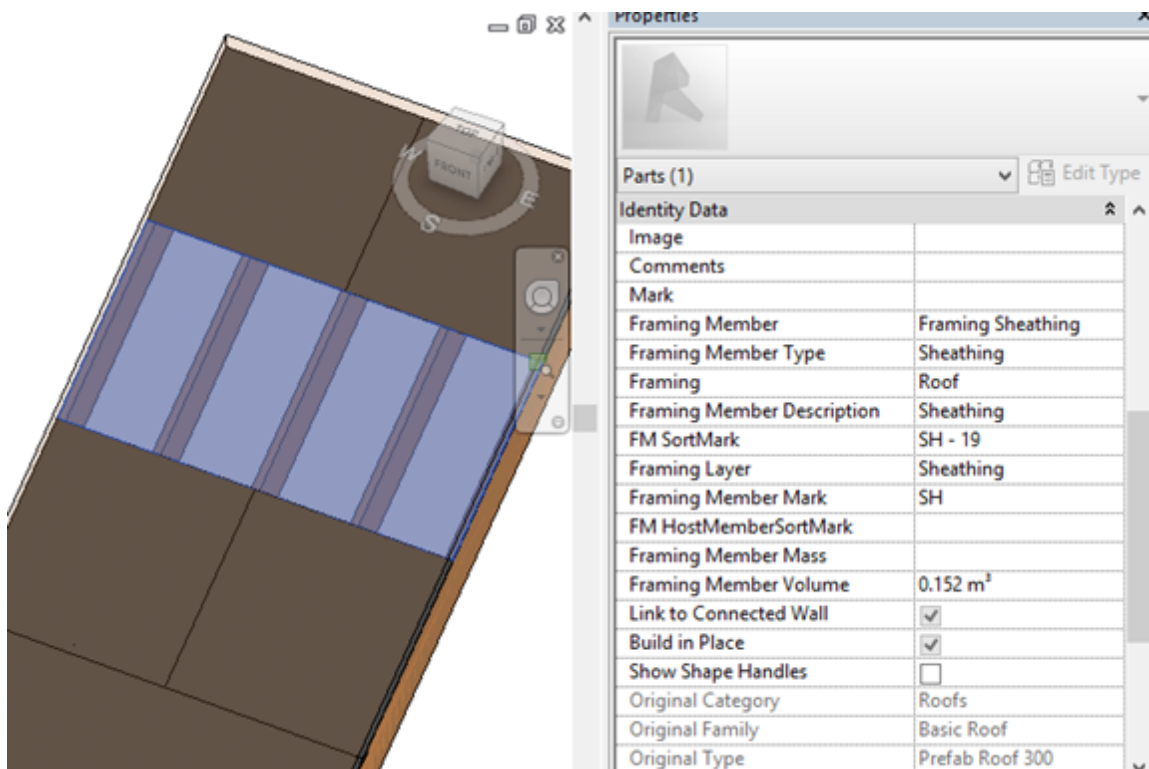 Properties
TOP
FRONT
W
S
E
Parts (1)
Edit Type
Identity Data
Image
Comments
Mark
Framing Member Framing Sheathing
Framing Member Type Sheathing
Framing Roof
Framing Member Description Sheathing
FM SortMark SH - 19
Framing Layer Sheathing
Framing Member Mark SH
FM HostMemberSortMark
Framing Member Mass
Framing Member Volume 0.152 m³
Link to Connected Wall
Build in Place
Show Shape Handles
Original Category Roofs
Original Family Basic Roof
Original Type Prefab Roof 300